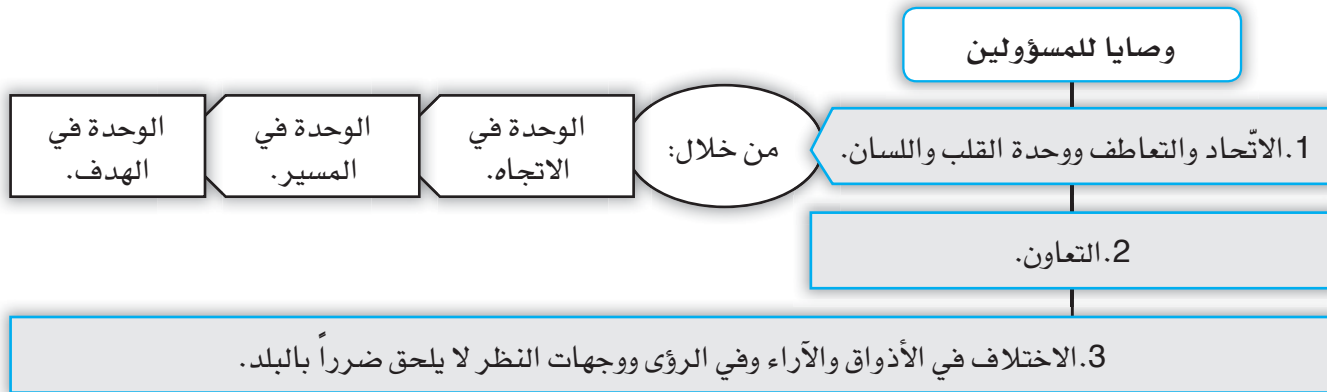 وصايا للمسؤولين
1.الاتّحاد والتعاطف ووحدة القلب واللسان.
من خلال:
الوحدة في
الاتجاه.
الوحدة في
المسير.
الوحدة في
الهدف.
2.التعاون.
3.الاختلاف في الأذواق والآراء وفي الرؤى ووجهات النظر لا يلحق ضرراً بالبلد.